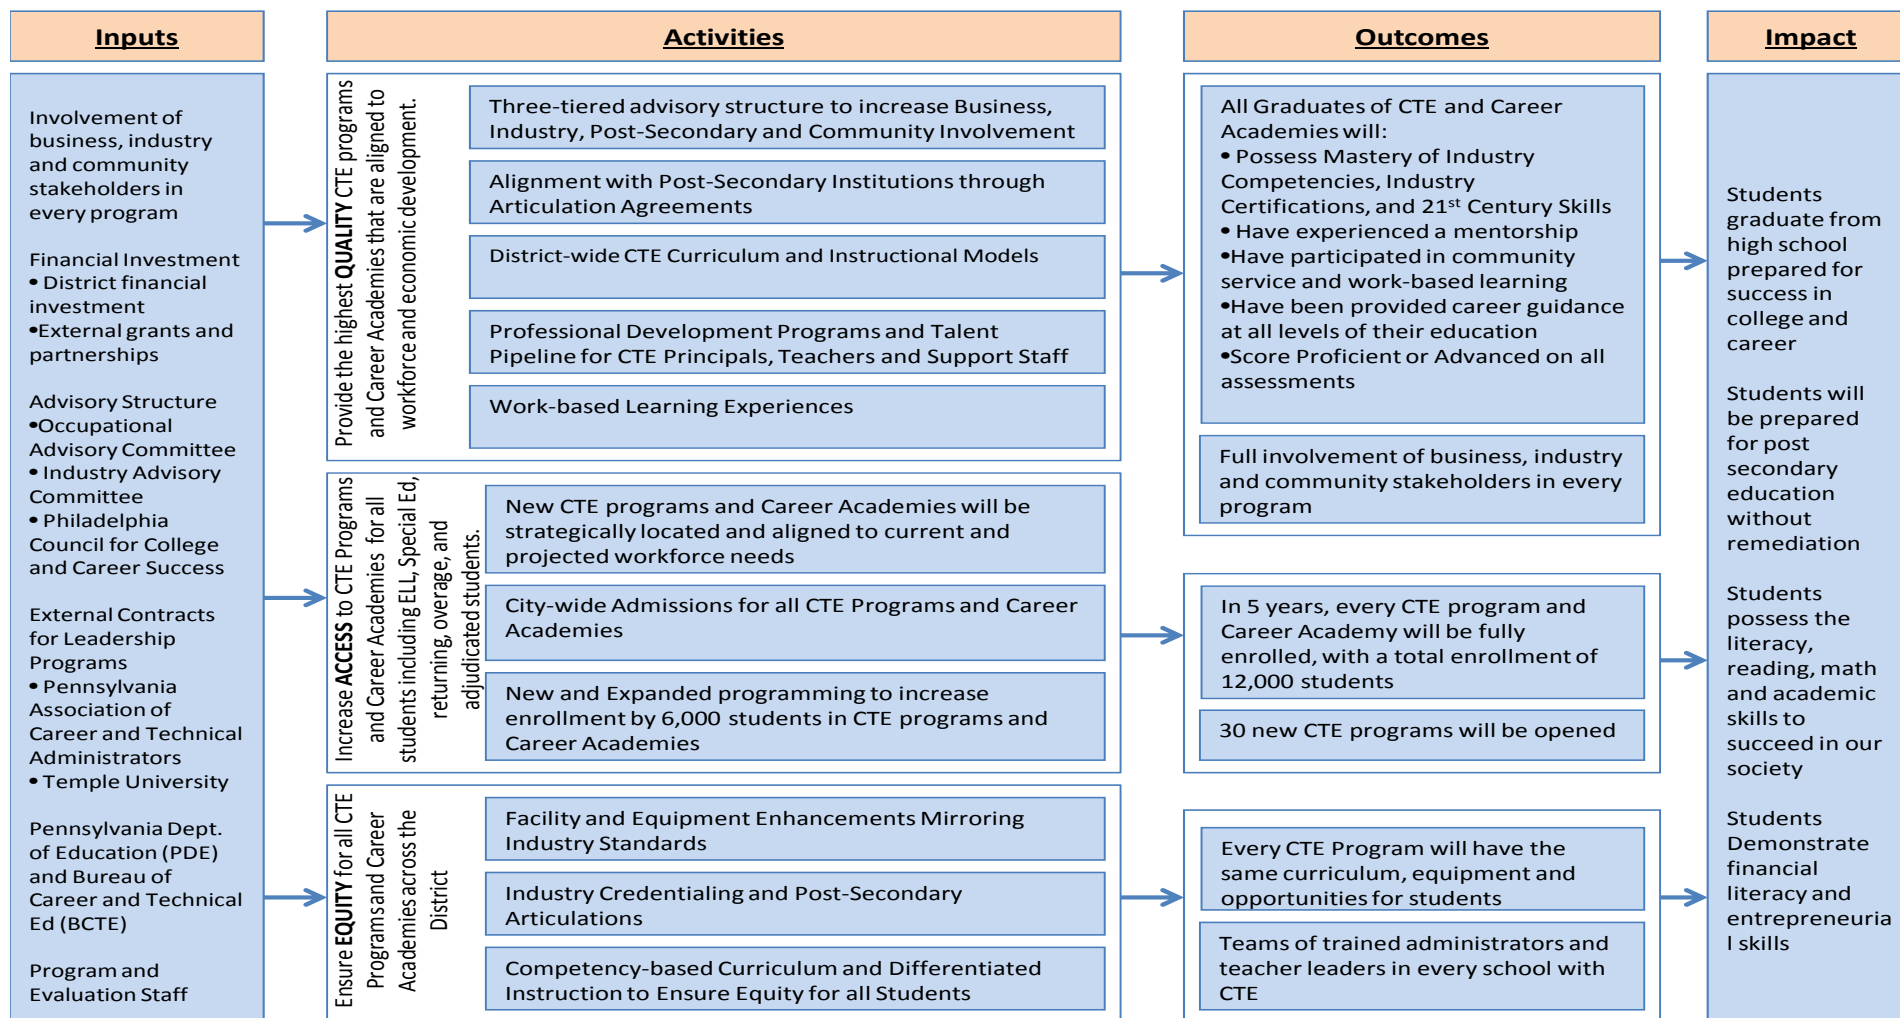 Inputs
Activities
Outcomes
Impact
Involvement of
business, industry
and community
stakeholders in
every program
Financial Investment
• District financial
investment
•External grants and
partnerships
Advisory Structure
•Occupational
Advisory Committee
• Industry Advisory
Committee
• Philadelphia
Council for College
and Career Success
External Contracts
for Leadership
Programs
• Pennsylvania
Association of
Career and Technical
Administrators
• Temple University
Pennsylvania Dept.
of Education (PDE)
and Bureau of
Career and Technical
Ed (BCTE)
Program and
Evaluation Staff
Provide the highest QUALITY CTE programs
and Career Academies that are aligned to
workforce and economic development.
Three-tiered advisory structure to increase Business,
Industry, Post-Secondary and Community Involvement
Alignment with Post-Secondary Institutions through
Articulation Agreements
District-wide CTE Curriculum and Instructional Models
Professional Development Programs and Talent
Pipeline for CTE Principals, Teachers and Support Staff
Work-based Learning Experiences
Increase ACCESS to CTE Programs
and Career Academies for all
students including ELL, Special Ed,
returning, overage, and
adjudicated students.
New CTE programs and Career Academies will be
strategically located and aligned to current and
projected workforce needs
City-wide Admissions for all CTE Programs and Career
Academies
New and Expanded programming to increase
enrollment by 6,000 students in CTE programs and
Career Academies
Ensure EQUITY for all CTE
Programs and Career
Academies across the
District
Facility and Equipment Enhancements Mirroring
Industry Standards
Industry Credentialing and Post-Secondary
Articulations
Competency-based Curriculum and Differentiated
Instruction to Ensure Equity for all Students
All Graduates of CTE and Career
Academies will:
• Possess Mastery of Industry
Competencies, Industry
Certifications, and 21st Century Skills
• Have experienced a mentorship
•Have participated in community
service and work-based learning
•Have been provided career guidance
at all levels of their education
•Score Proficient or Advanced on all
assessments
Full involvement of business, industry
and community stakeholders in every
program
In 5 years, every CTE program and
Career Academy will be fully
enrolled, with a total enrollment of
12,000 students
30 new CTE programs will be opened
Every CTE Program will have the
same curriculum, equipment and
opportunities for students
Teams of trained administrators and
teacher leaders in every school with
CTE
Students
graduate from
high school
prepared for
success in
college and
career
Students will
be prepared
for post
secondary
education
without
remediation
Students
possess the
literacy,
reading, math
and academic
skills to
succeed in our
society
Students
Demonstrate
financial
literacy and
entrepreneuria
l skills